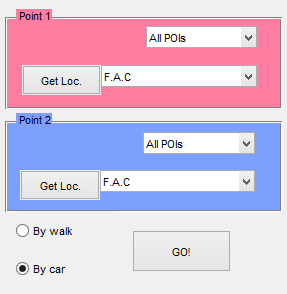 Point 1
All POIs
Get Loc. F.A.C
Point 2
All POIs
Get Loc. F.A.C
By walk
By car
GO!